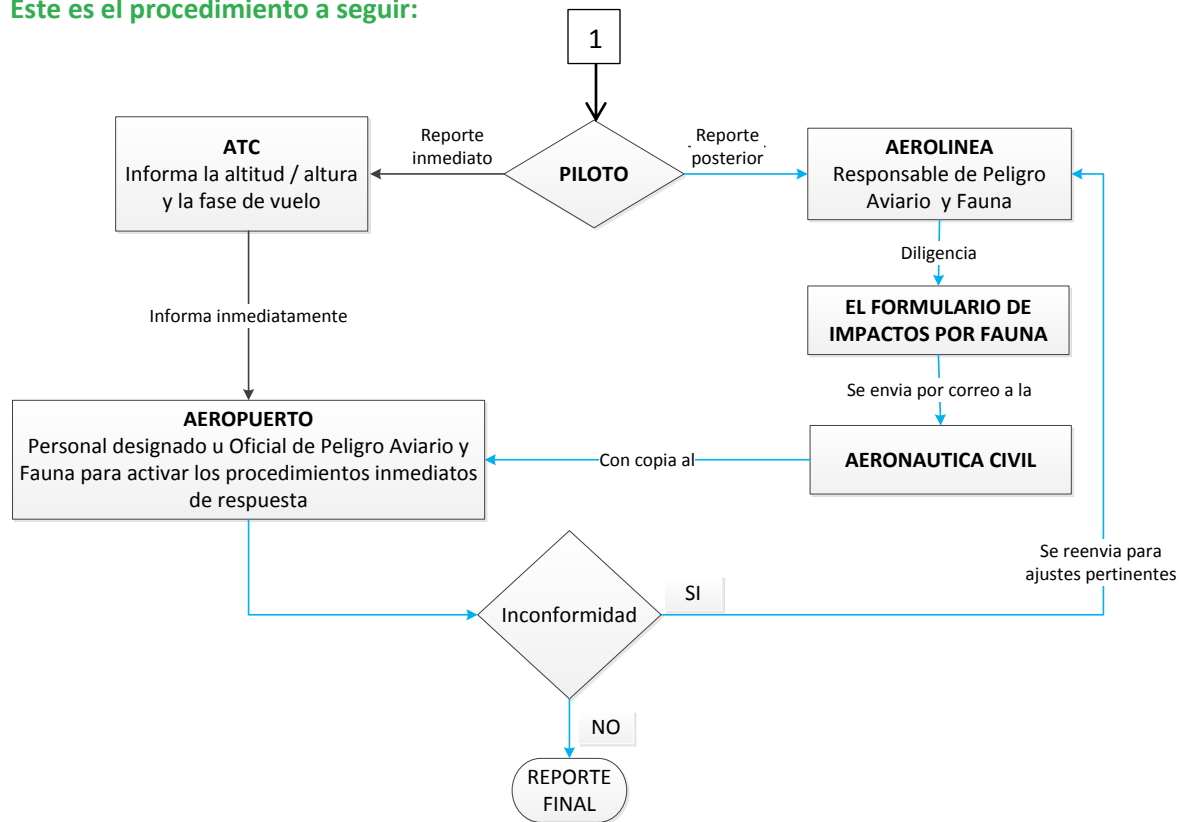 Este es el procedimiento a seguir:
1
PILOTO
Reporte
inmediato
ATC
Informa la altitud / altura
y la fase de vuelo
Informa inmediatamente
Reporte
posterior
AEROLINEA
Responsable de Peligro
Aviario y Fauna
Diligencia
EL FORMULARIO DE
IMPACTOS POR FAUNA
Se envia por correo a la
AERONAUTICA CIVIL
Con copia al
AEROPUERTO
Personal designado u Oficial de Peligro Aviario y
Fauna para activar los procedimientos inmediatos
de respuesta
Inconformidad
SI
Se reenvia para
ajustes pertinentes
NO
REPORTE
FINAL